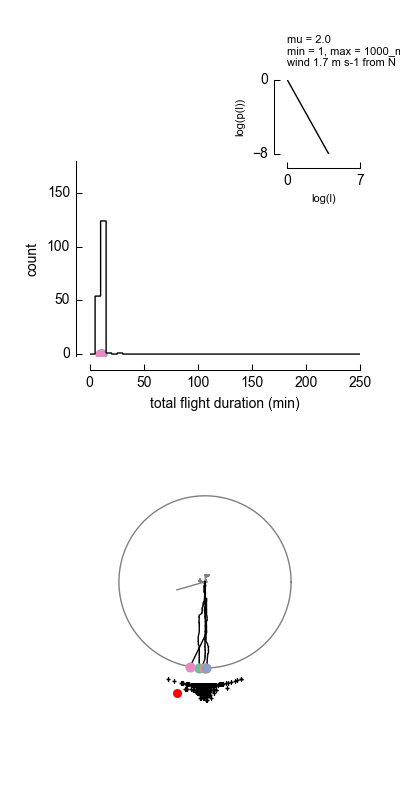 mu = 2.0
min = 1, max = 1000_m
wind 1.7 m s-1 from N
0
−8
log(p(l))
0 7
log(l)
150
100
50
0
count
0 50 100 150 200 250
total flight duration (min)